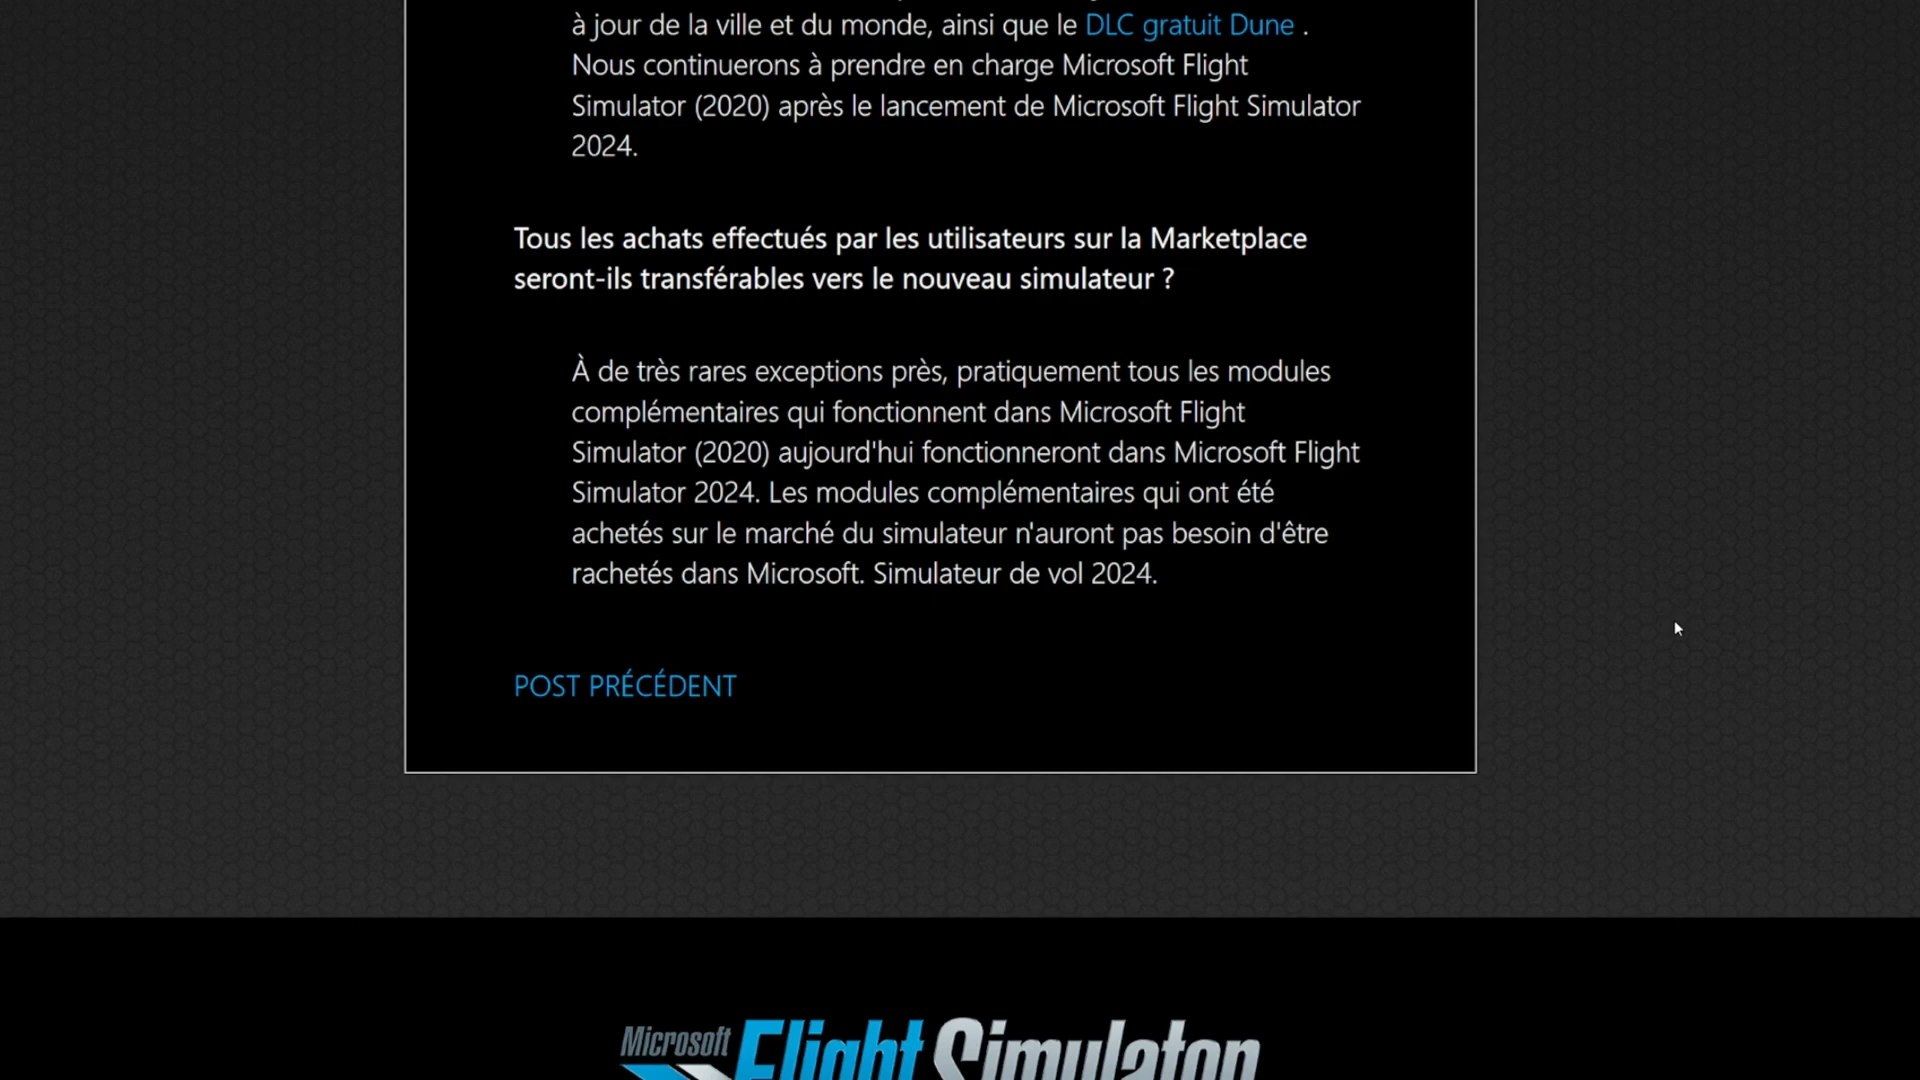 à jour de la ville et du monde, ainsi que le DLC gratuit Dune .
Nous continuerons à prendre en charge Microsoft Flight
Simulator (2020) après le lancement de Microsoft Flight Simulator
2024.
Tous les achats effectués par les utilisateurs sur la Marketplace
seront-ils transférables vers le nouveau simulateur ?
À de très rares exceptions près, pratiquement tous les modules
complémentaires qui fonctionnent dans Microsoft Flight
Simulator (2020) aujourd'hui fonctionneront dans Microsoft Flight
Simulator 2024. Les modules complémentaires qui ont été
achetés sur le marché du simulateur n'auront pas besoin d'être
rachetés dans Microsoft. Simulateur de vol 2024.
POST PRÉCÉDENT
Microsoft Flight Simulator